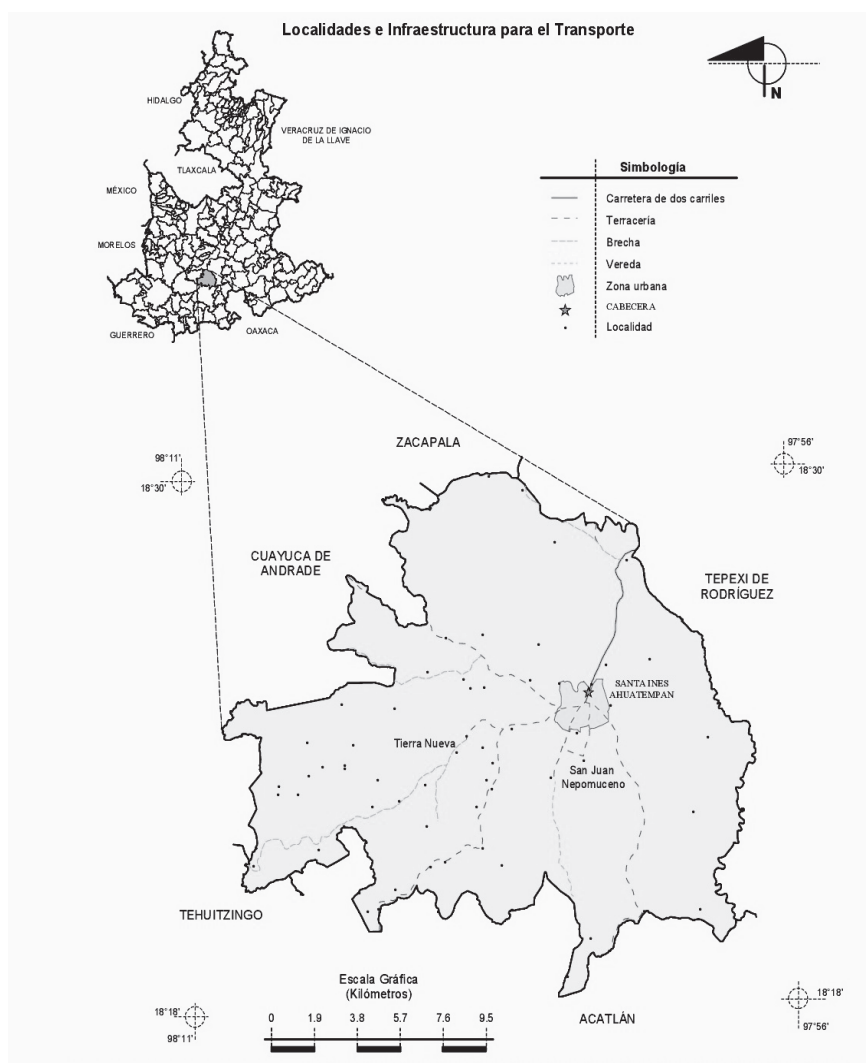 Localidades e Infraestructura para el Transporte
N
HIDALGO
VERACRUZ DE IGNACIO
DE LA LLAVE
TLAXCALA
MÉXICO
MORELOS
GUERRERO
OAXACA
Simbología
Carretera de dos carriles
Terracería
Brecha
Vereda
Zona urbana
CABECERA
Localidad
98°11'
18°30'
97°56'
18°30'
ZACAPALA
CUAYUCA DE
ANDRADE
TEPEXI DE
RODRÍGUEZ
SANTA INES
AHUATEMPAN
Tierra Nueva
San Juan
Nepomuceno
TEHUITZINGO
ACATLÁN
Escala Gráfica
(Kilómetros)
0 1.9 3.8 5.7 7.6 9.5
18°18'
98°11'
18°18'
97°56'